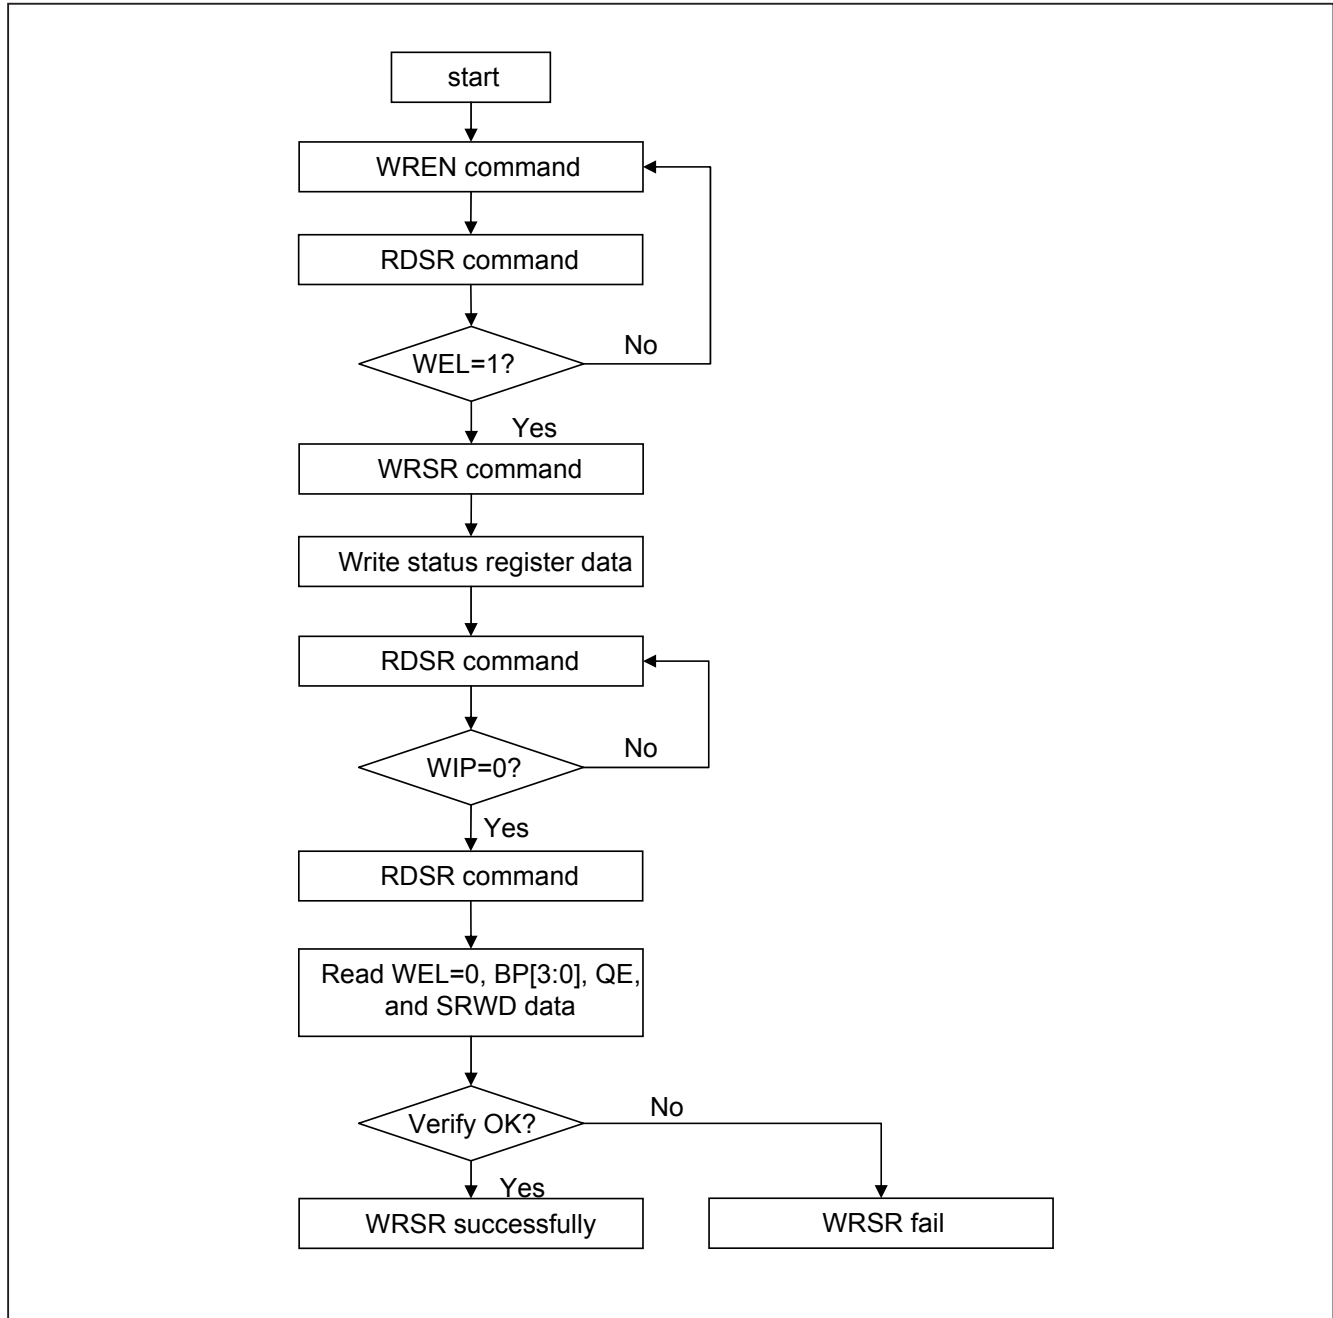 start
WREN command
RDSR command
WEL=1?
No
Yes
WRSR command
Write status register data
RDSR command
WIP=0?
No
Yes
RDSR command
Read WEL=0, BP[3:0], QE,
and SRWD data
Verify OK?
No
Yes
WRSR successfully
WRSR fail